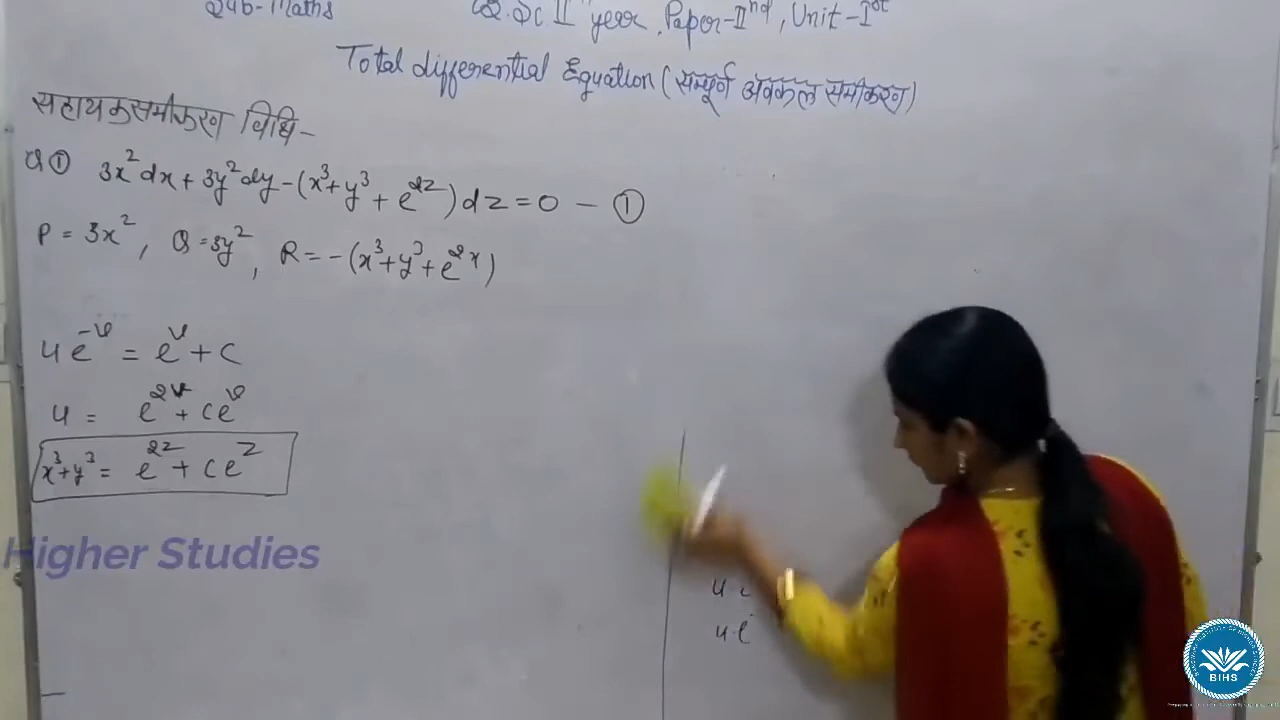 Sub-Maths
B.Sc. II year, Paper-IInd, Unit-Ist
Total differential Equation (सम्पूर्ण अवकल समीकरण)
सहायक समीकरण विधि-
Q① 3x²dx + 3y²dy - (x³+y³+e²ᶻ)dz = 0 - ①
P = 3x², Q = 3y², R = -(x³+y³+e²ˣ)
u e⁻ᵛ = eᵛ + c
u = e²ᵛ + ceᵛ
x³+y³ = e²ᶻ + ceᶻ
Higher Studies
BIHS